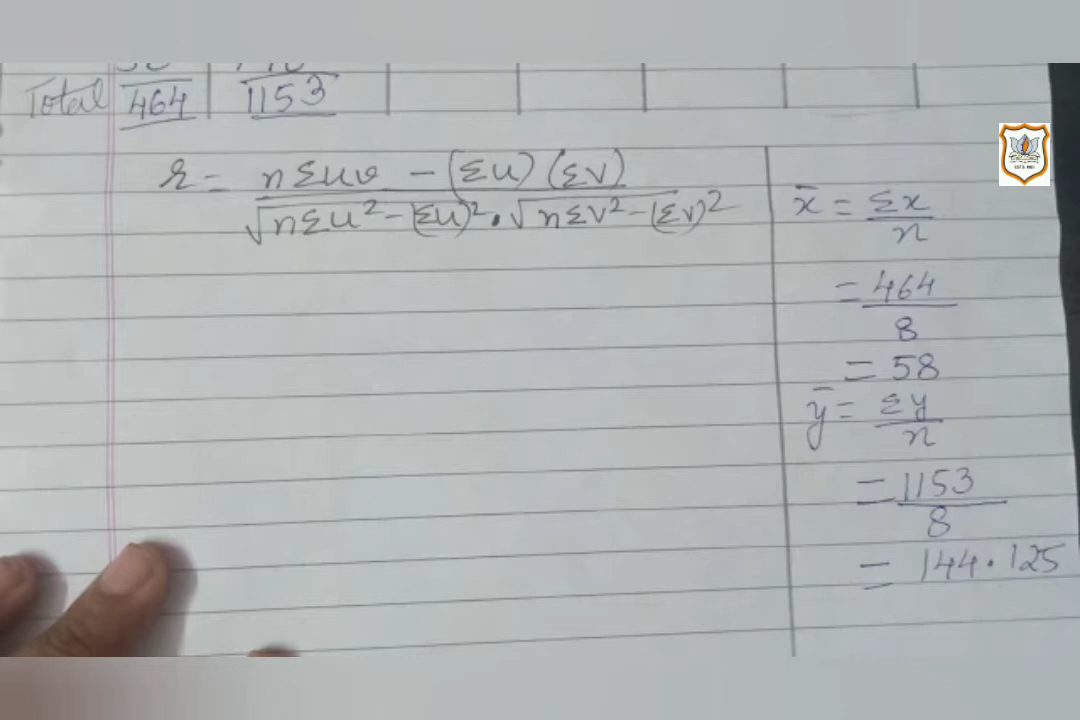 Total 464 1153
r = nΣuv - (Σu) (Σv)
√nΣu² - (Σu)² . √nΣv² - (Σv)²
x̄ = Σx
n
= 464
8
= 58
ȳ = Σy
n
= 1153
8
= 144.125